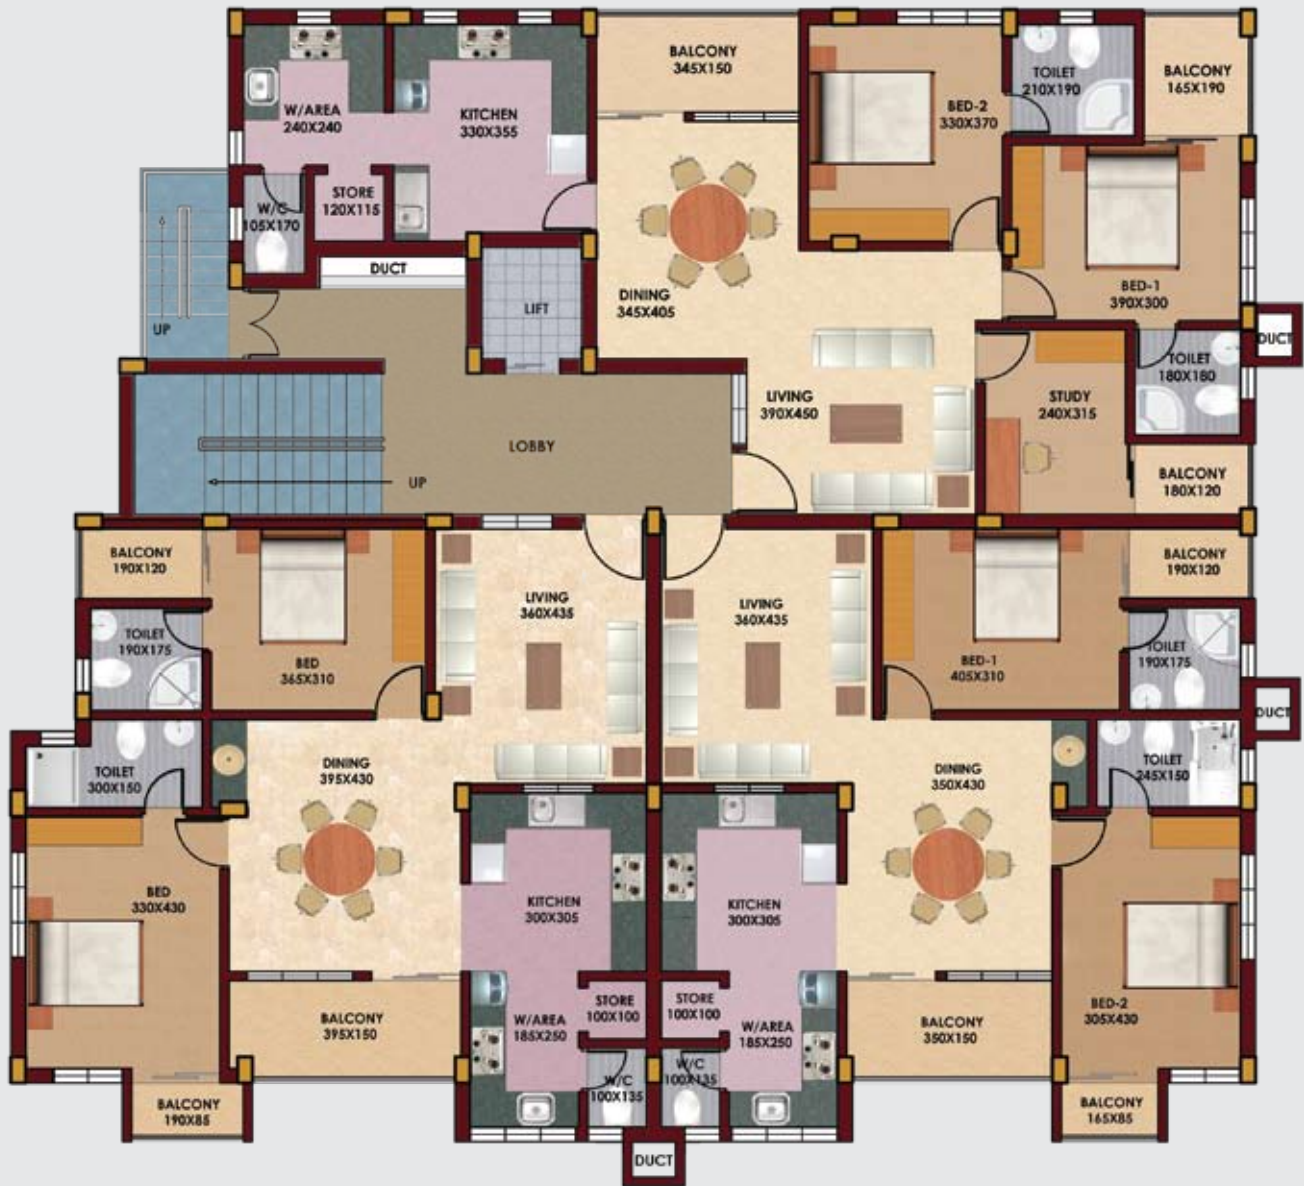 BALCONY
345X150
TOILET
210X190
BALCONY
165X190
W/AREA
240X240
KITCHEN
330X355
BED-2
330X370
STORE
120X115
W/C
105X170
DUCT
LIFT
DINING
345X405
BED-1
390X300
UP
DUCT
TOILET
180X180
LIVING
390X450
STUDY
240X315
LOBBY
UP
BALCONY
180X120
BALCONY
190X120
BALCONY
190X120
LIVING
360X435
LIVING
360X435
TOILET
190X175
BED
365X310
BED-1
405X310
TOILET
190X175
DUCT
TOILET
300X150
DINING
395X430
DINING
350X430
TOILET
245X150
BED
330X430
KITCHEN
300X305
KITCHEN
300X305
STORE
100X100
STORE
100X100
BED-2
305X430
BALCONY
395X150
W/AREA
185X250
W/AREA
185X250
BALCONY
350X150
W/C
100X135
W/C
100X135
BALCONY
190X85
BALCONY
165X85
DUCT